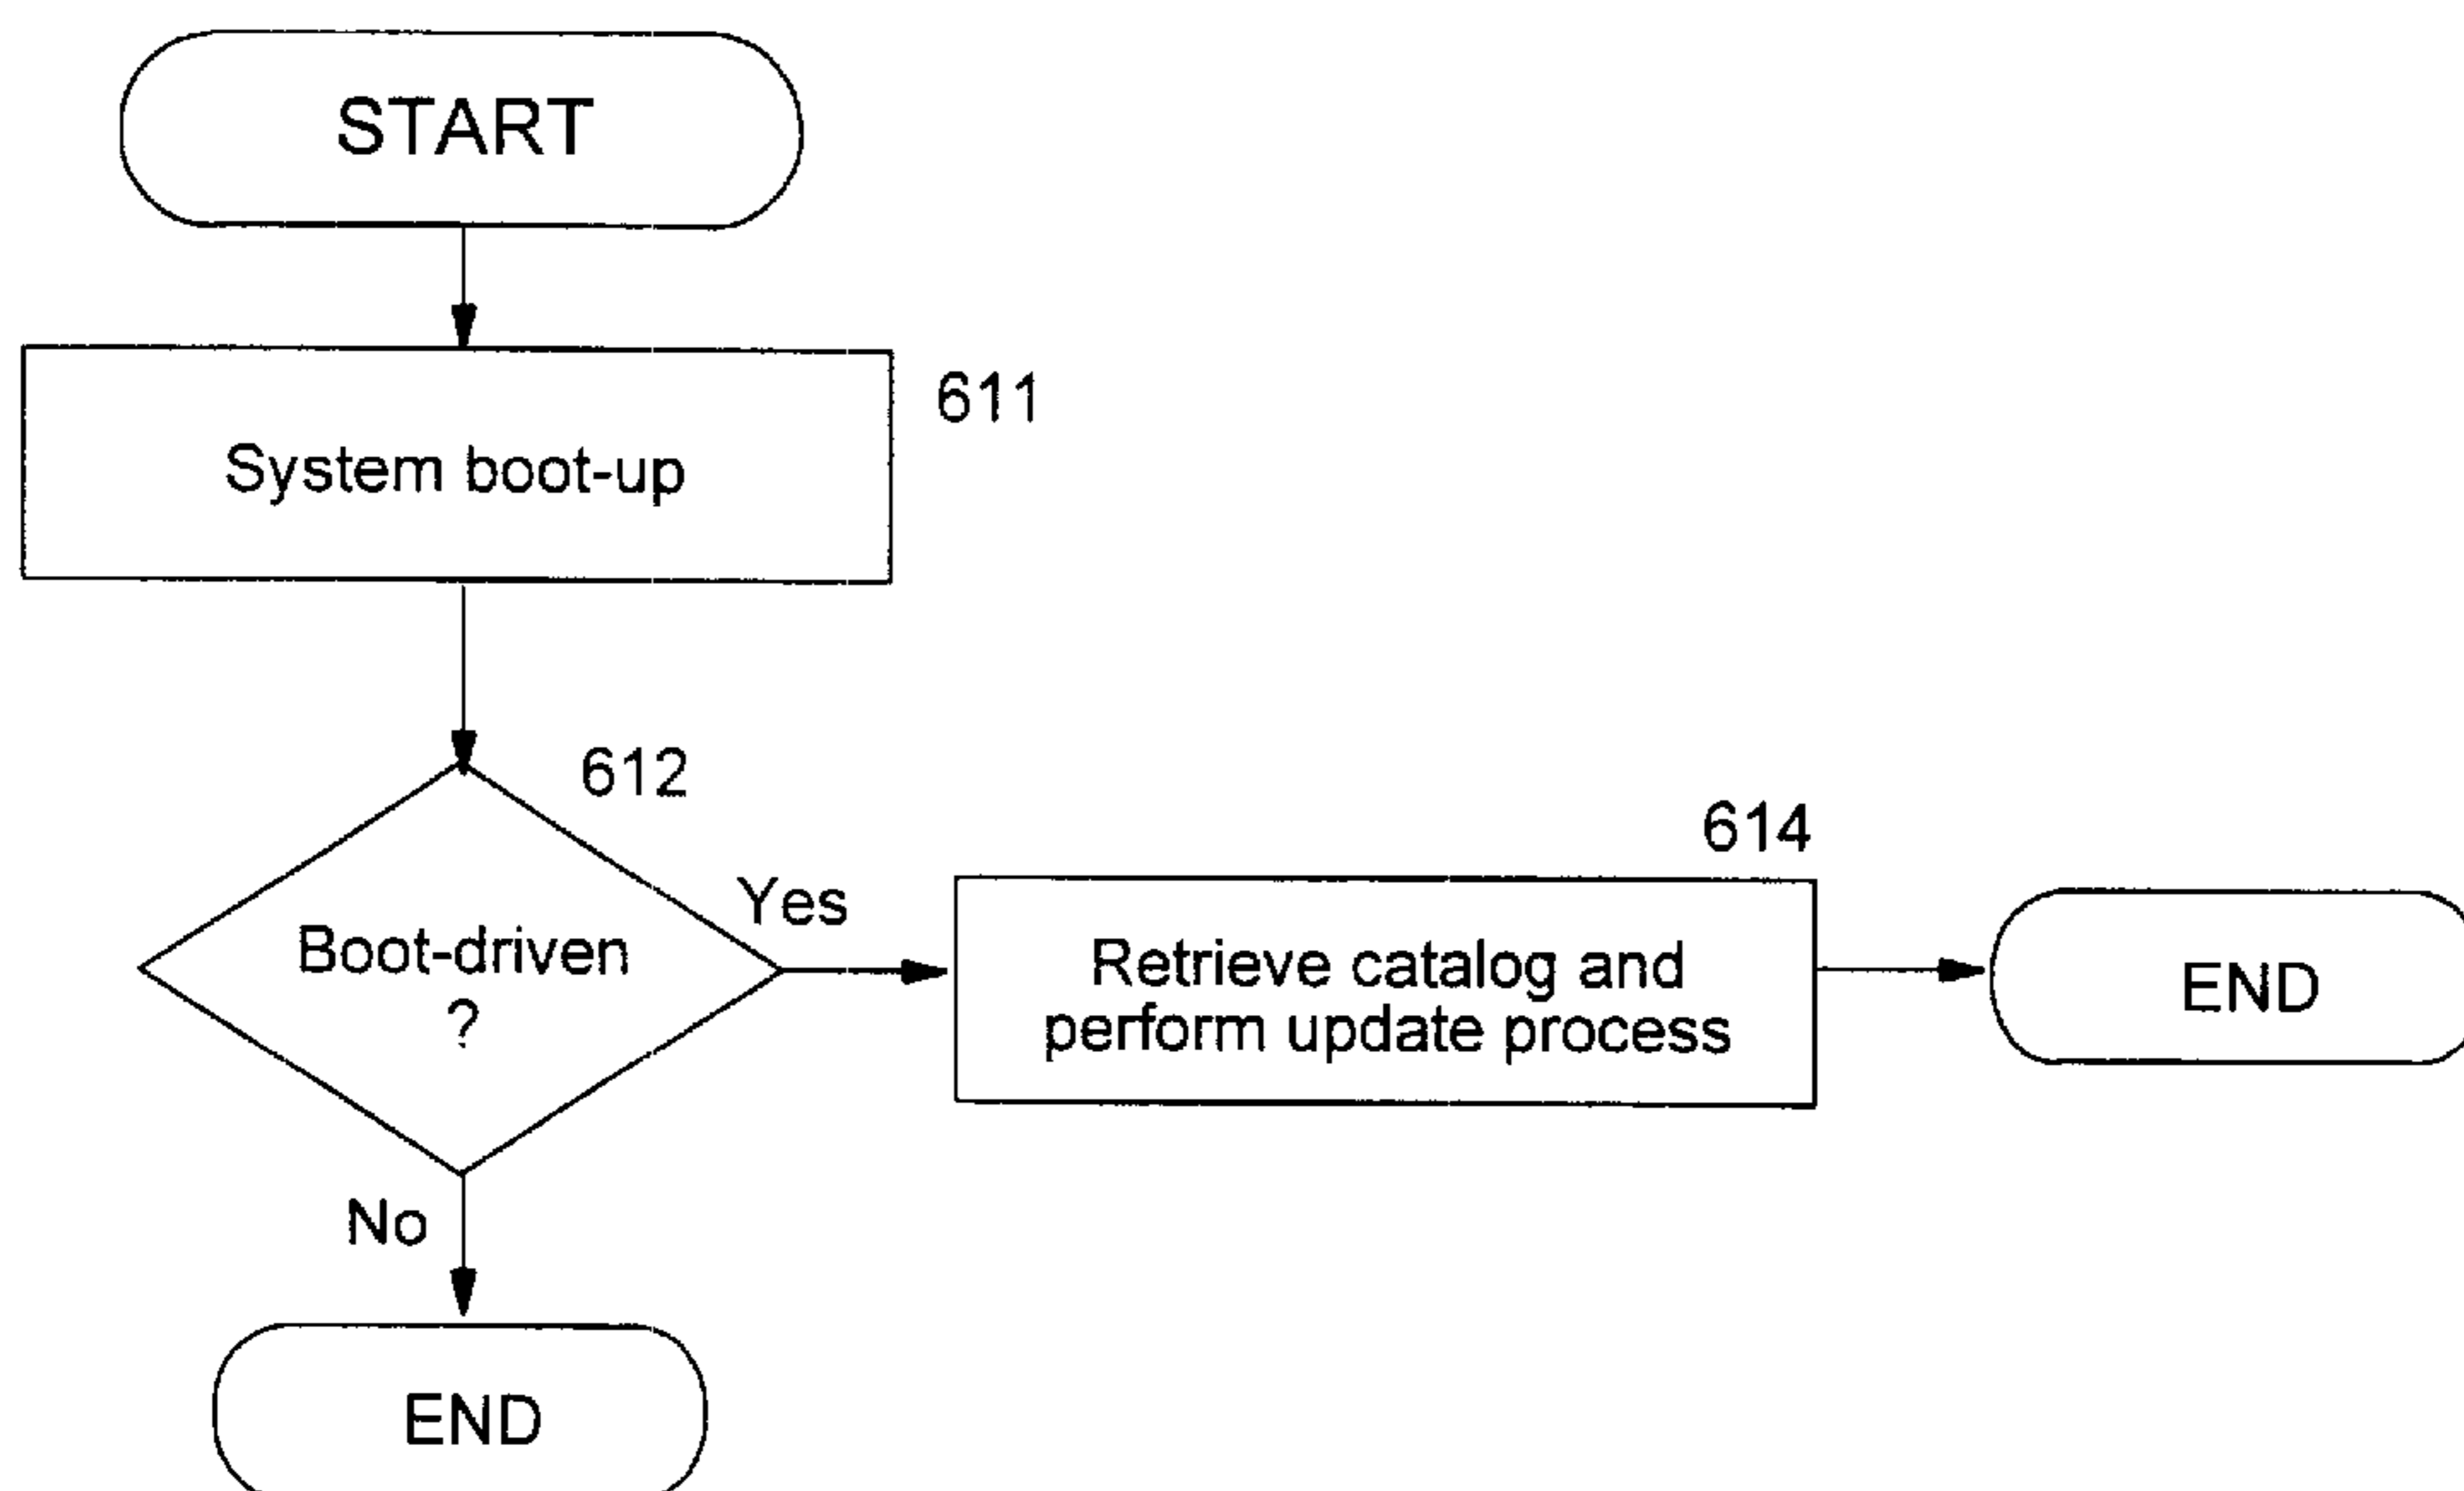 START
611
System boot-up
612
Boot-driven
?
Yes
614
Retrieve catalog and
perform update process
END
No
END